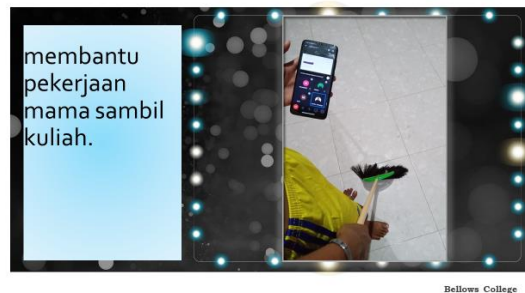 membantu
pekerjaan
mama sambil
kuliah.
Bellows College